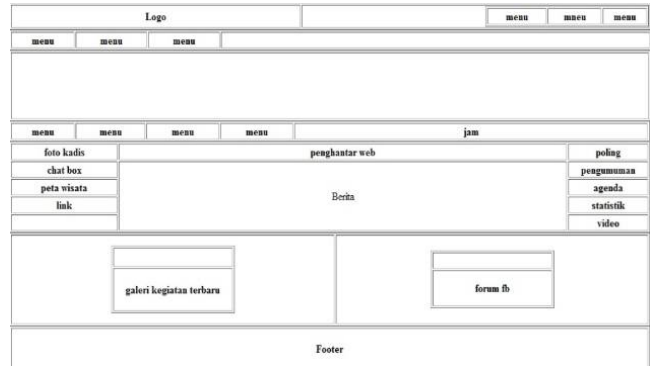 Logo menu mneu menu
menu menu menu
menu menu menu menu jam
foto kadis penghantar web poling
chat box pengumuman
peta wisata agenda
Berita
link statistik
video
galeri kegiatan terbaru forum fb
Footer